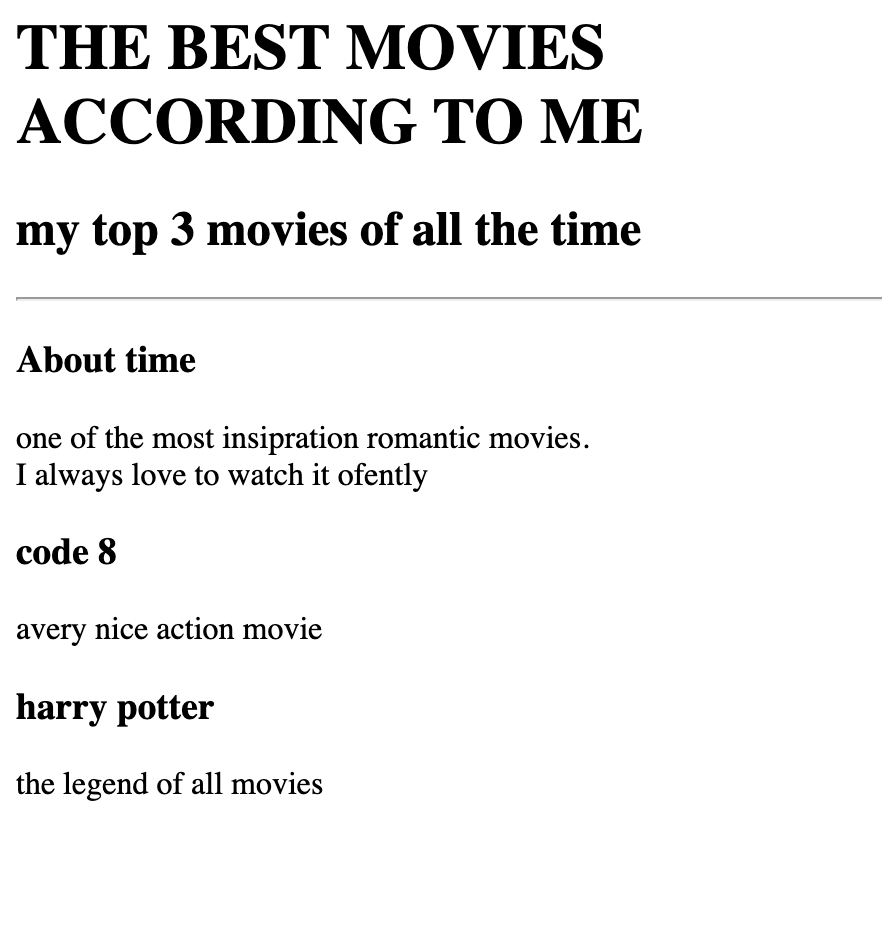 THE BEST MOVIES
ACCORDING TO ME
my top 3 movies of all the time
About time
one of the most insipration romantic movies.
I always love to watch it ofently
code 8
avery nice action movie
harry potter
the legend of all movies